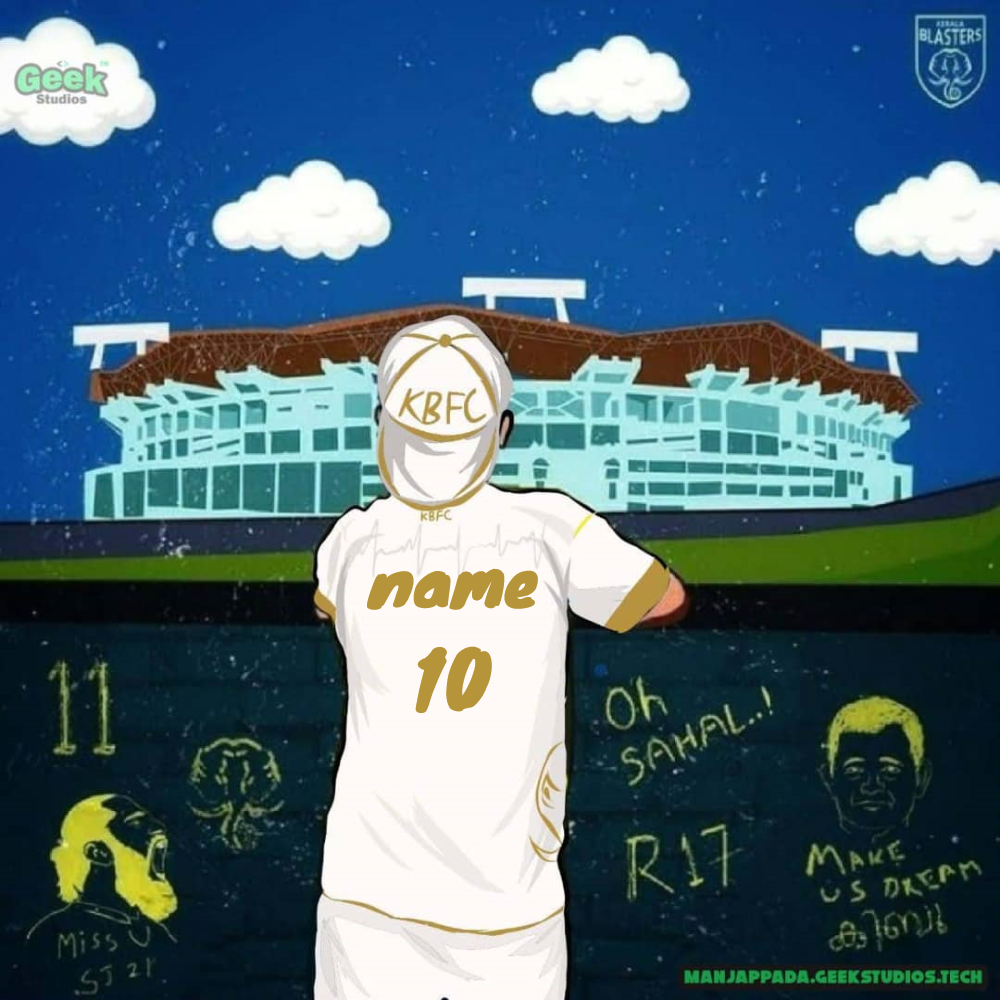 Geek™
Studios
KERALA
BLASTERS
KBFC
KBFC
name
10
11
Oh
SAHAL..!
R17
MAKE
US DREAM
Miss U
SJ 21
MANJAPPADA.GEEKSTUDIOS.TECH